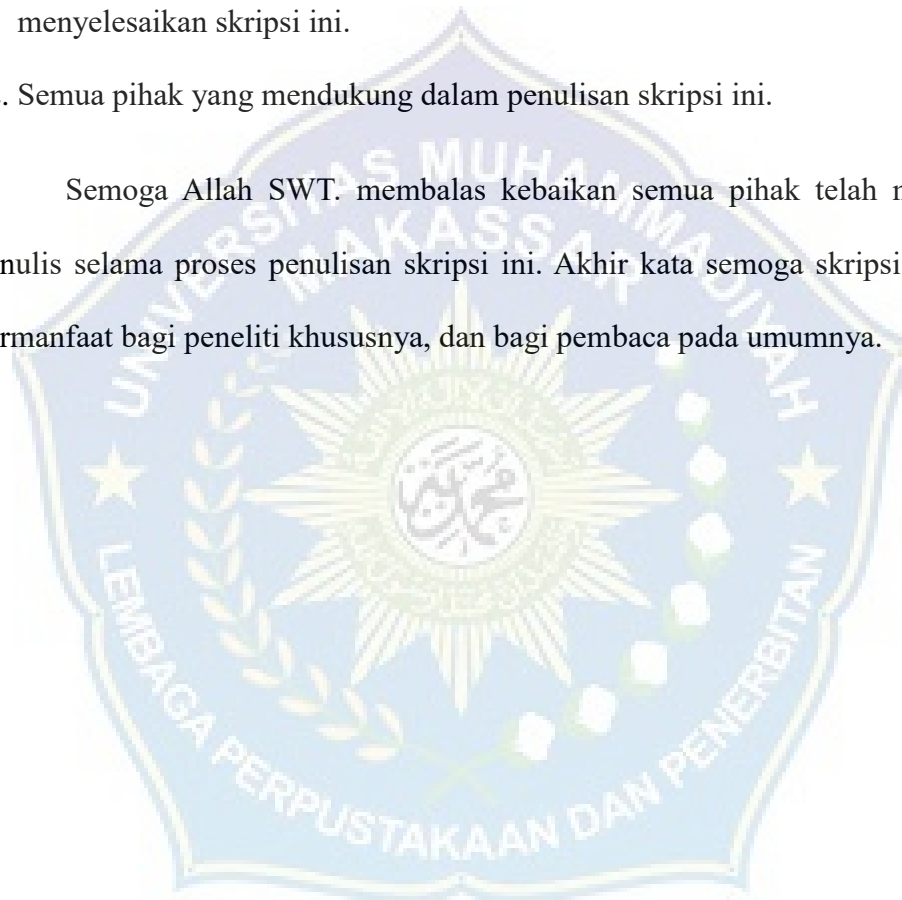 menyelesaikan skripsi ini.
. Semua pihak yang mendukung dalam penulisan skripsi ini.
Semoga Allah SWT. membalas kebaikan semua pihak telah
nulis selama proses penulisan skripsi ini. Akhir kata semoga skripsi
rmanfaat bagi peneliti khususnya, dan bagi pembaca pada umumnya.
UNIVERSITAS MUHAMMADIYAH
MAKASSAR
محمد
LEMBAGA PERPUSTAKAAN DAN PENERBITAN